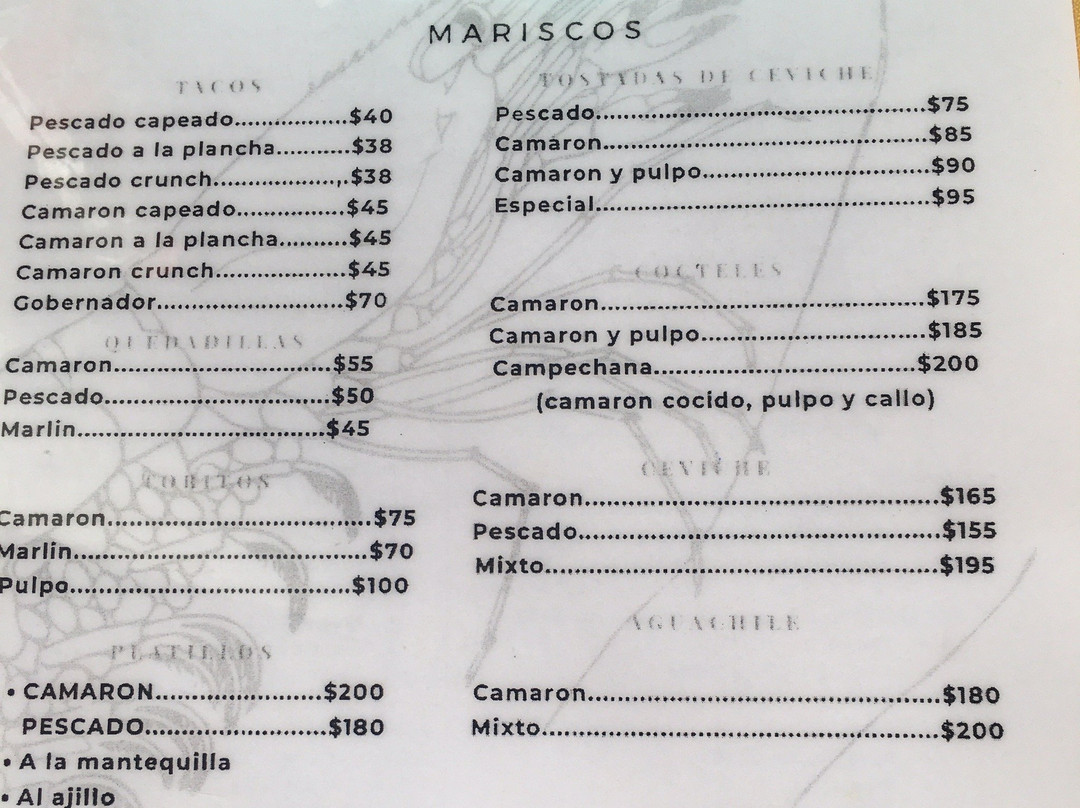 MARISCOS
TACOS
Pescado capeado................$40
Pescado a la plancha..........$38
Pescado crunch.................$38
Camaron capeado...............$45
Camaron a la plancha.........$45
Camaron crunch.................$45
Gobernador.......................$70
QUEDADILLAS
Camaron...........................$55
Pescado............................$50
Marlin...............................$45
TOBITOS
Camaron................................$75
Marlin....................................$70
Pulpo...................................$100
PLATILLOS
• CAMARON.....................$200
PESCADO.......................$180
• A la mantequilla
• Al ajillo
TOSTADAS DE CEVICHE
Pescado........................................$75
Camaron.......................................$85
Camaron y pulpo...........................$90
Especial........................................$95
COCTELES
Camaron.......................................$175
Camaron y pulpo...........................$185
Campechana................................$200
(camaron cocido, pulpo y callo)
CEVICHE
Camaron...........................................$165
Pescado............................................$155
Mixto...............................................$195
AGUACHILE
Camaron...........................................$180
Mixto...............................................$200